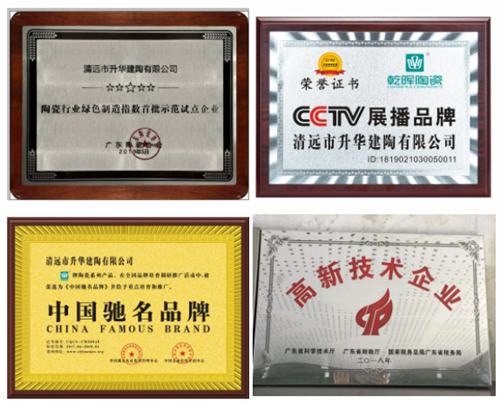 清远市升华建陶有限公司
陶瓷行业绿色制造指数首批示范试点企业
乾晖陶瓷
荣誉证书
CCTV展播品牌
清远市升华建陶有限公司
ID:18190210300050011
清远市升华建陶有限公司
中国驰名品牌
CHINA FAMOUS BRAND
高新技术企业
广东省科学技术厅 广东省财政厅 国家税务总局广东省税务局
二〇一八年